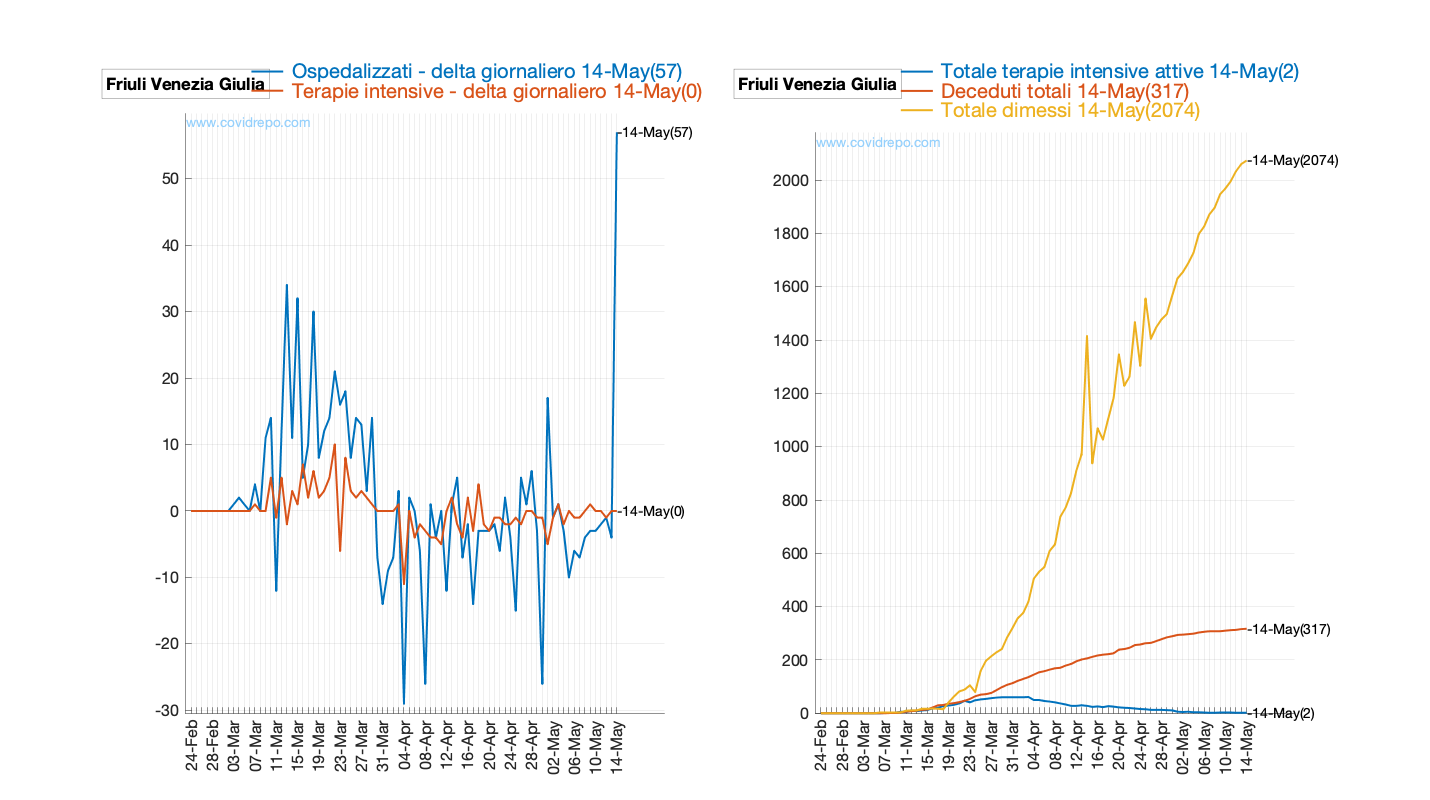 Friuli Venezia Giulia
Ospedalizzati - delta giornaliero 14-May(57)
Terapie intensive - delta giornaliero 14-May(0)
www.covidrepo.com
14-May(57)
50
40
30
20
10
0
-10
-20
-30
14-May(0)
24-Feb
28-Feb
03-Mar
07-Mar
11-Mar
15-Mar
19-Mar
23-Mar
27-Mar
31-Mar
04-Apr
08-Apr
12-Apr
16-Apr
20-Apr
24-Apr
28-Apr
02-May
06-May
10-May
14-May
Friuli Venezia Giulia
Totale terapie intensive attive 14-May(2)
Deceduti totali 14-May(317)
Totale dimessi 14-May(2074)
www.covidrepo.com
14-May(2074)
2000
1800
1600
1400
1200
1000
800
600
400
200
0
14-May(317)
14-May(2)
24-Feb
28-Feb
03-Mar
07-Mar
11-Mar
15-Mar
19-Mar
23-Mar
27-Mar
31-Mar
04-Apr
08-Apr
12-Apr
16-Apr
20-Apr
24-Apr
28-Apr
02-May
06-May
10-May
14-May